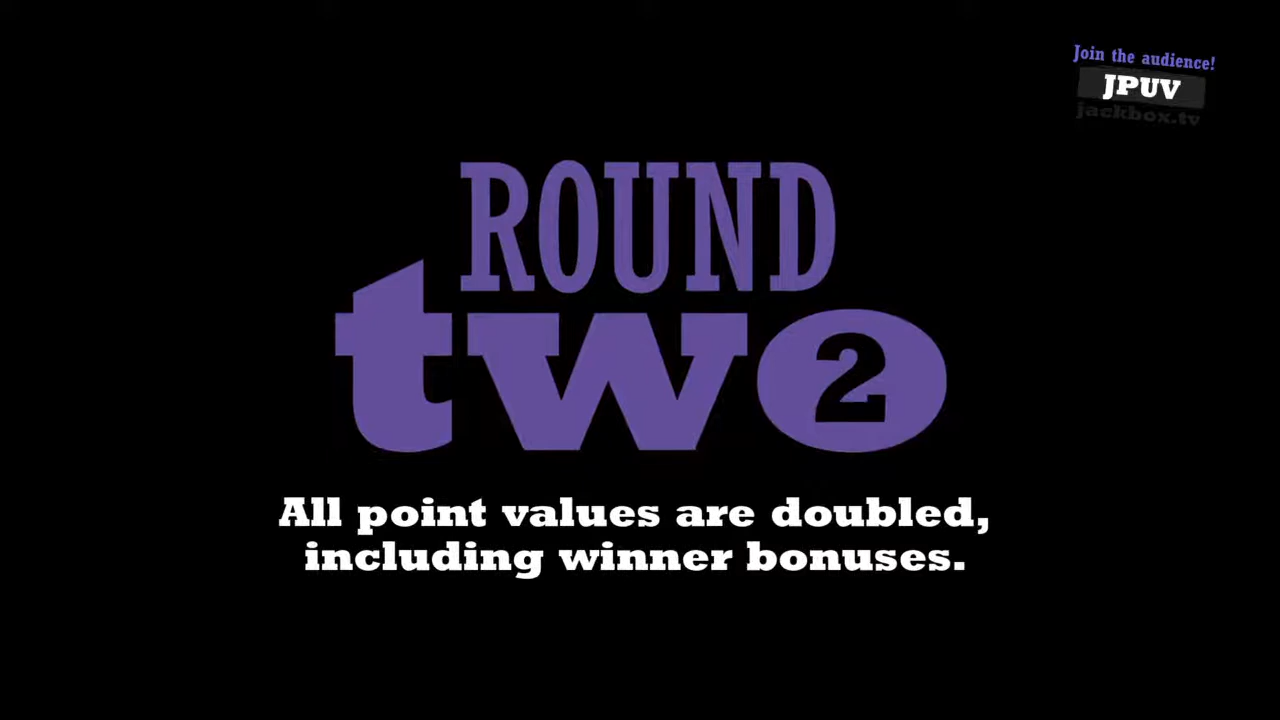 Join the audience!
JPUV
jackbox.tv
ROUND
two
2
All point values are doubled,
including winner bonuses.